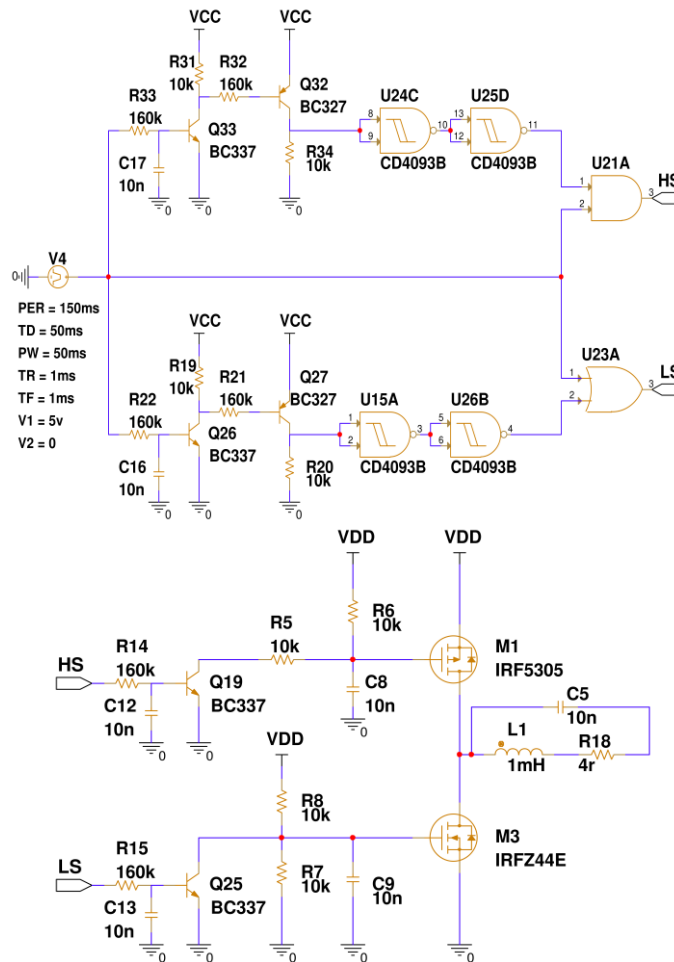 VCC
VCC
R31
10k
R32
160k
Q32
BC327
R33
160k
Q33
BC337
C17
10n
R34
10k
U24C
8
9
10
CD4093B
U25D
13
12
11
CD4093B
U21A
1
2
3
HS
0
0
0
V4
0
PER = 150ms
TD = 50ms
PW = 50ms
TR = 1ms
TF = 1ms
V1 = 5v
V2 = 0
VCC
VCC
R19
10k
R21
160k
Q27
BC327
R22
160k
Q26
BC337
C16
10n
R20
10k
U15A
1
2
3
CD4093B
U26B
5
6
4
CD4093B
U23A
1
2
3
LS
0
0
0
VDD
VDD
R6
10k
R5
10k
HS
R14
160k
Q19
BC337
C12
10n
C8
10n
M1
IRF5305
0
0
0
C5
10n
L1
1mH
R18
4r
VDD
R8
10k
LS
R15
160k
Q25
BC337
C13
10n
R7
10k
C9
10n
M3
IRFZ44E
0
0
0
0
0